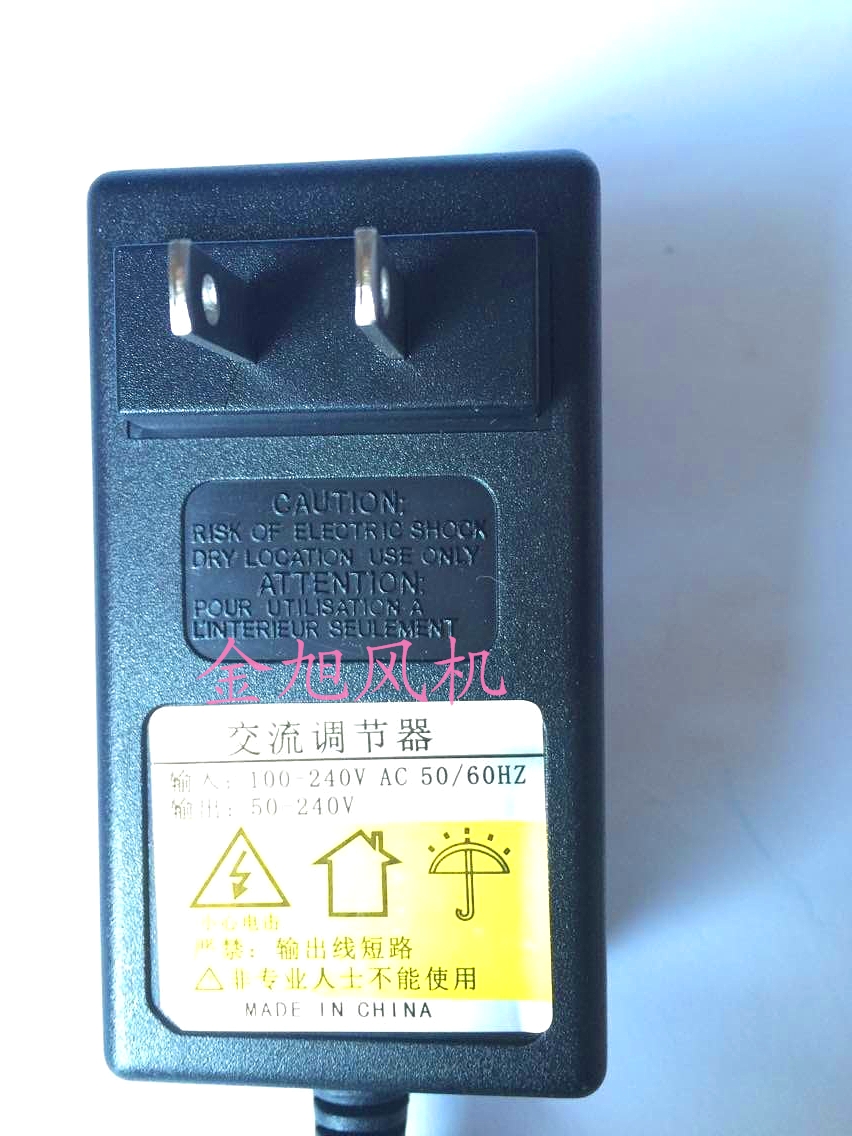 CAUTION:
RISK OF ELECTRIC SHOCK
DRY LOCATION USE ONLY
ATTENTION:
POUR UTILISATION A
L'INTERIEUR SEULEMENT
金旭风机
交流调节器
输入：100-240V AC 50/60HZ
输出：50-240V
小心电击
严禁：输出线短路
非专业人士不能使用
MADE IN CHINA